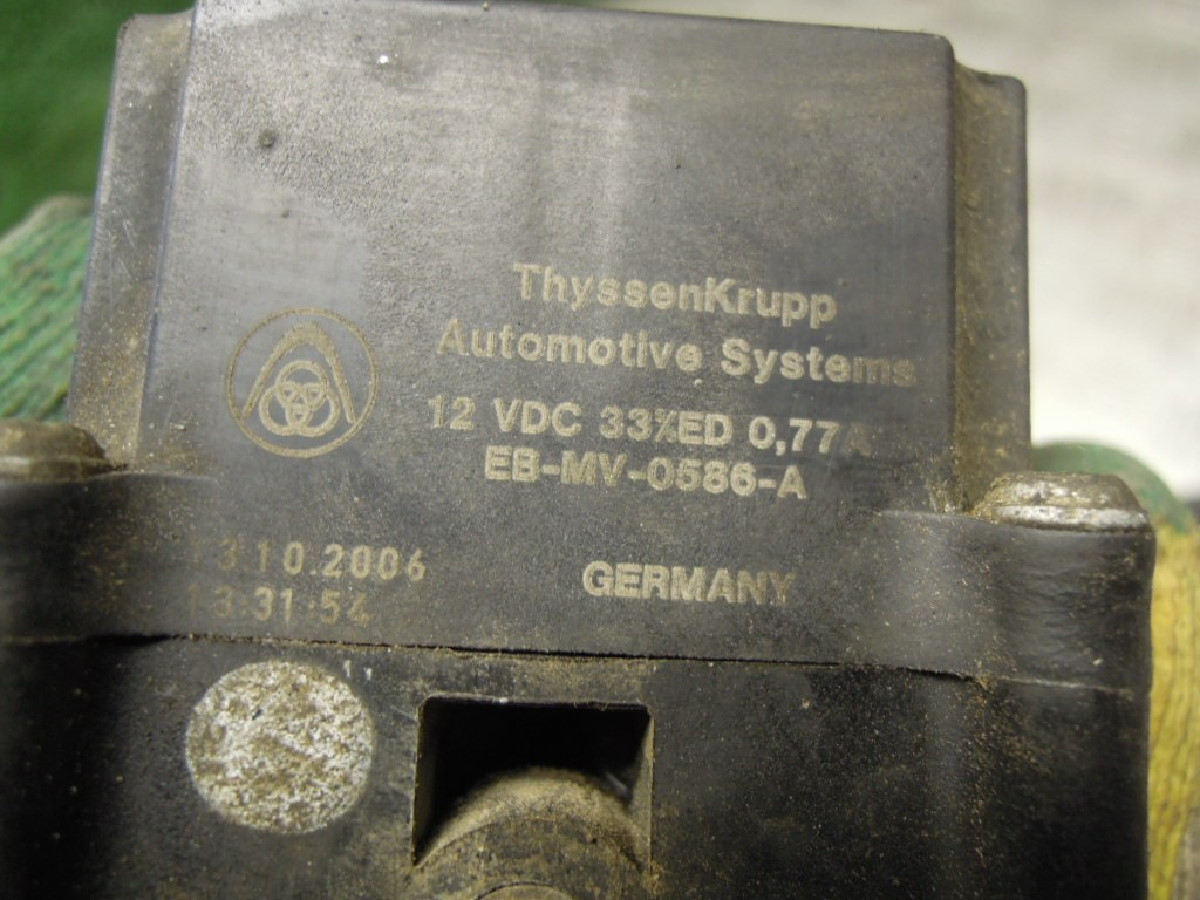 ThyssenKrupp
Automotive Systems
12 VDC 33%ED 0,77A
EB-MV-0586-A
13.10.2006
13:31:54
GERMANY